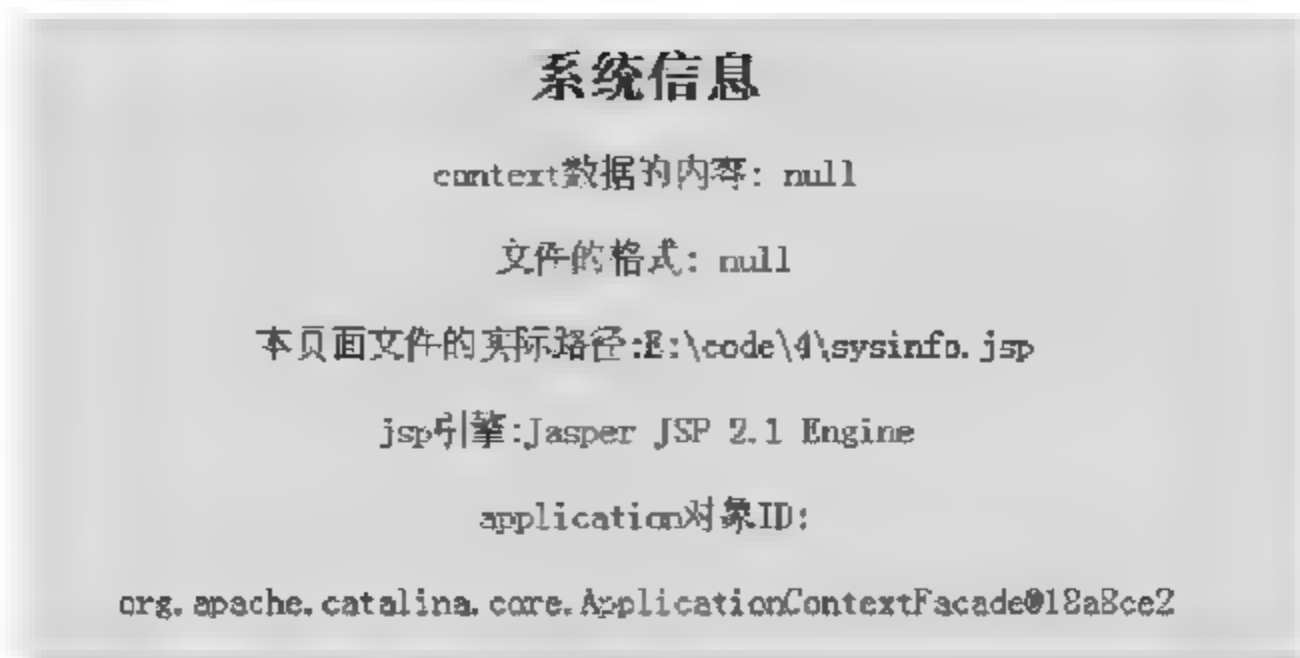 系统信息
context数据的内容: null
文件的格式: null
本页面文件的实际路径:E:\code\4\sysinfo.jsp
jsp引擎:Jasper JSP 2.1 Engine
application对象ID:
org.apache.catalina.core.ApplicationContextFacade@18a8ce2